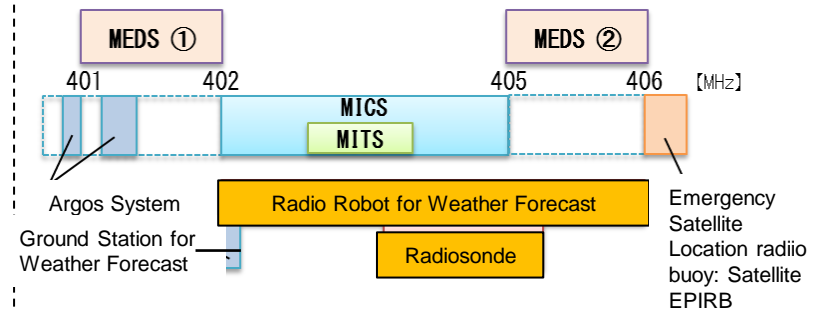 MEDS ①
MEDS ②
401
402
405
406
【MHz】
MICS
MITS
Argos System
Radio Robot for Weather Forecast
Ground Station for
Weather Forecast
Radiosonde
Emergency
Satellite
Location radiio
buoy: Satellite
EPIRB